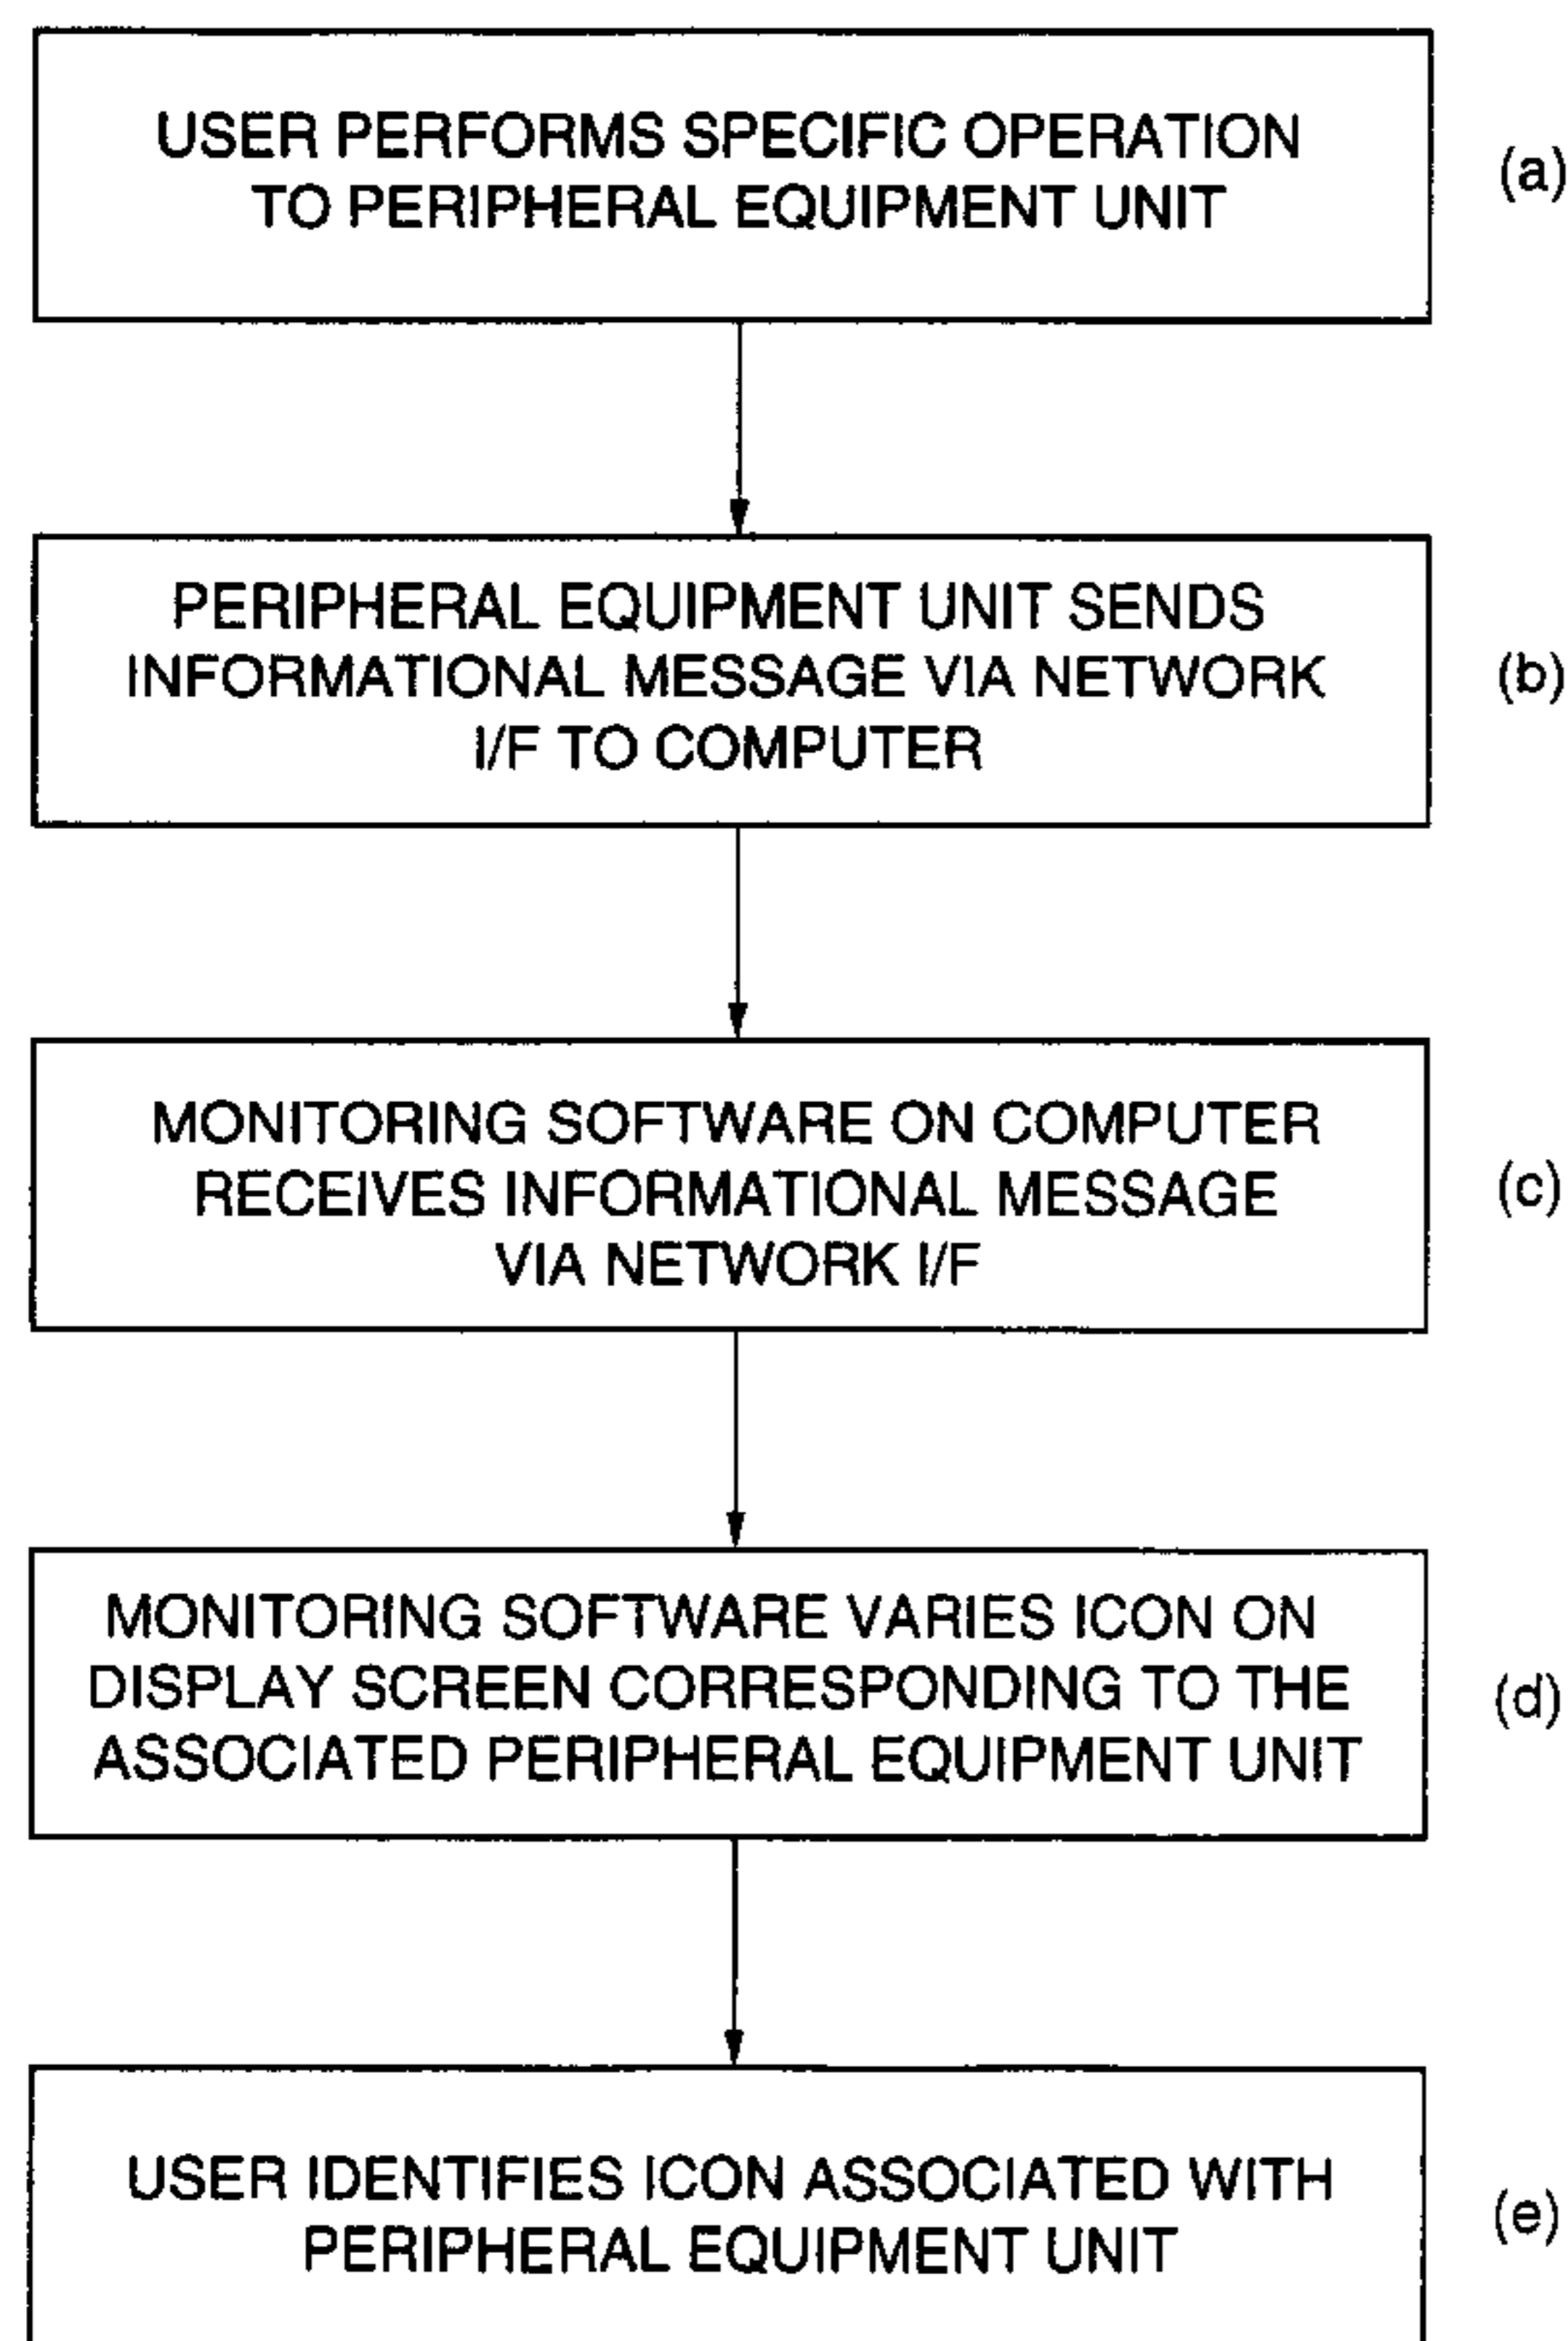 USER PERFORMS SPECIFIC OPERATION
TO PERIPHERAL EQUIPMENT UNIT
(a)
PERIPHERAL EQUIPMENT UNIT SENDS
INFORMATIONAL MESSAGE VIA NETWORK
I/F TO COMPUTER
(b)
MONITORING SOFTWARE ON COMPUTER
RECEIVES INFORMATIONAL MESSAGE
VIA NETWORK I/F
(c)
MONITORING SOFTWARE VARIES ICON ON
DISPLAY SCREEN CORRESPONDING TO THE
ASSOCIATED PERIPHERAL EQUIPMENT UNIT
(d)
USER IDENTIFIES ICON ASSOCIATED WITH
PERIPHERAL EQUIPMENT UNIT
(e)